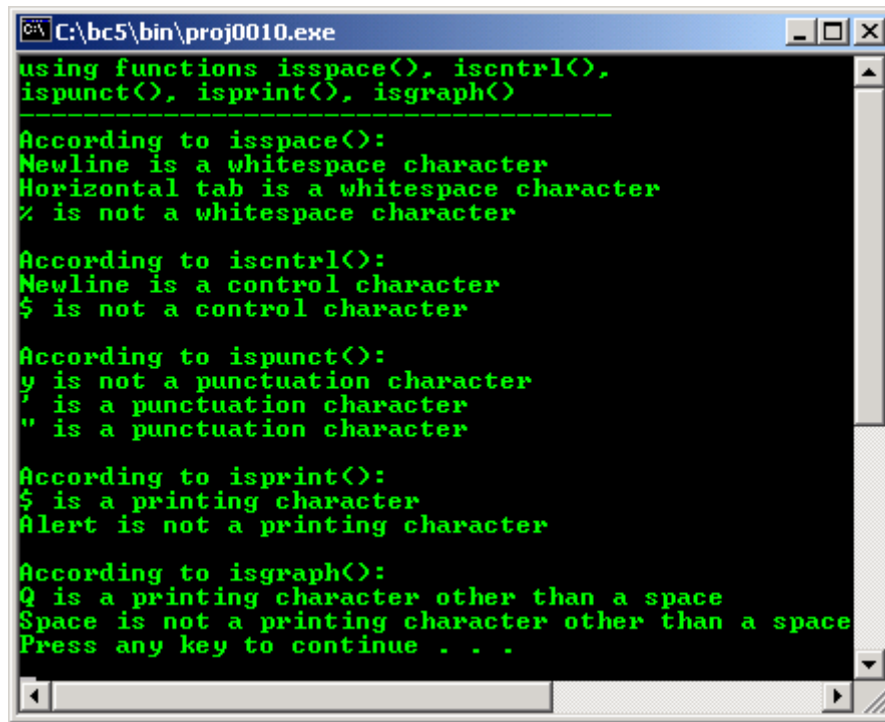 C:\bc5\bin\proj0010.exe
using functions isspace(), iscntrl(),
ispunct(), isprint(), isgraph()
--------------------------------------
According to isspace():
Newline is a whitespace character
Horizontal tab is a whitespace character
% is not a whitespace character
According to iscntrl():
Newline is a control character
$ is not a control character
According to ispunct():
y is not a punctuation character
' is a punctuation character
" is a punctuation character
According to isprint():
$ is a printing character
Alert is not a printing character
According to isgraph():
Q is a printing character other than a space
Space is not a printing character other than a space
Press any key to continue . . .